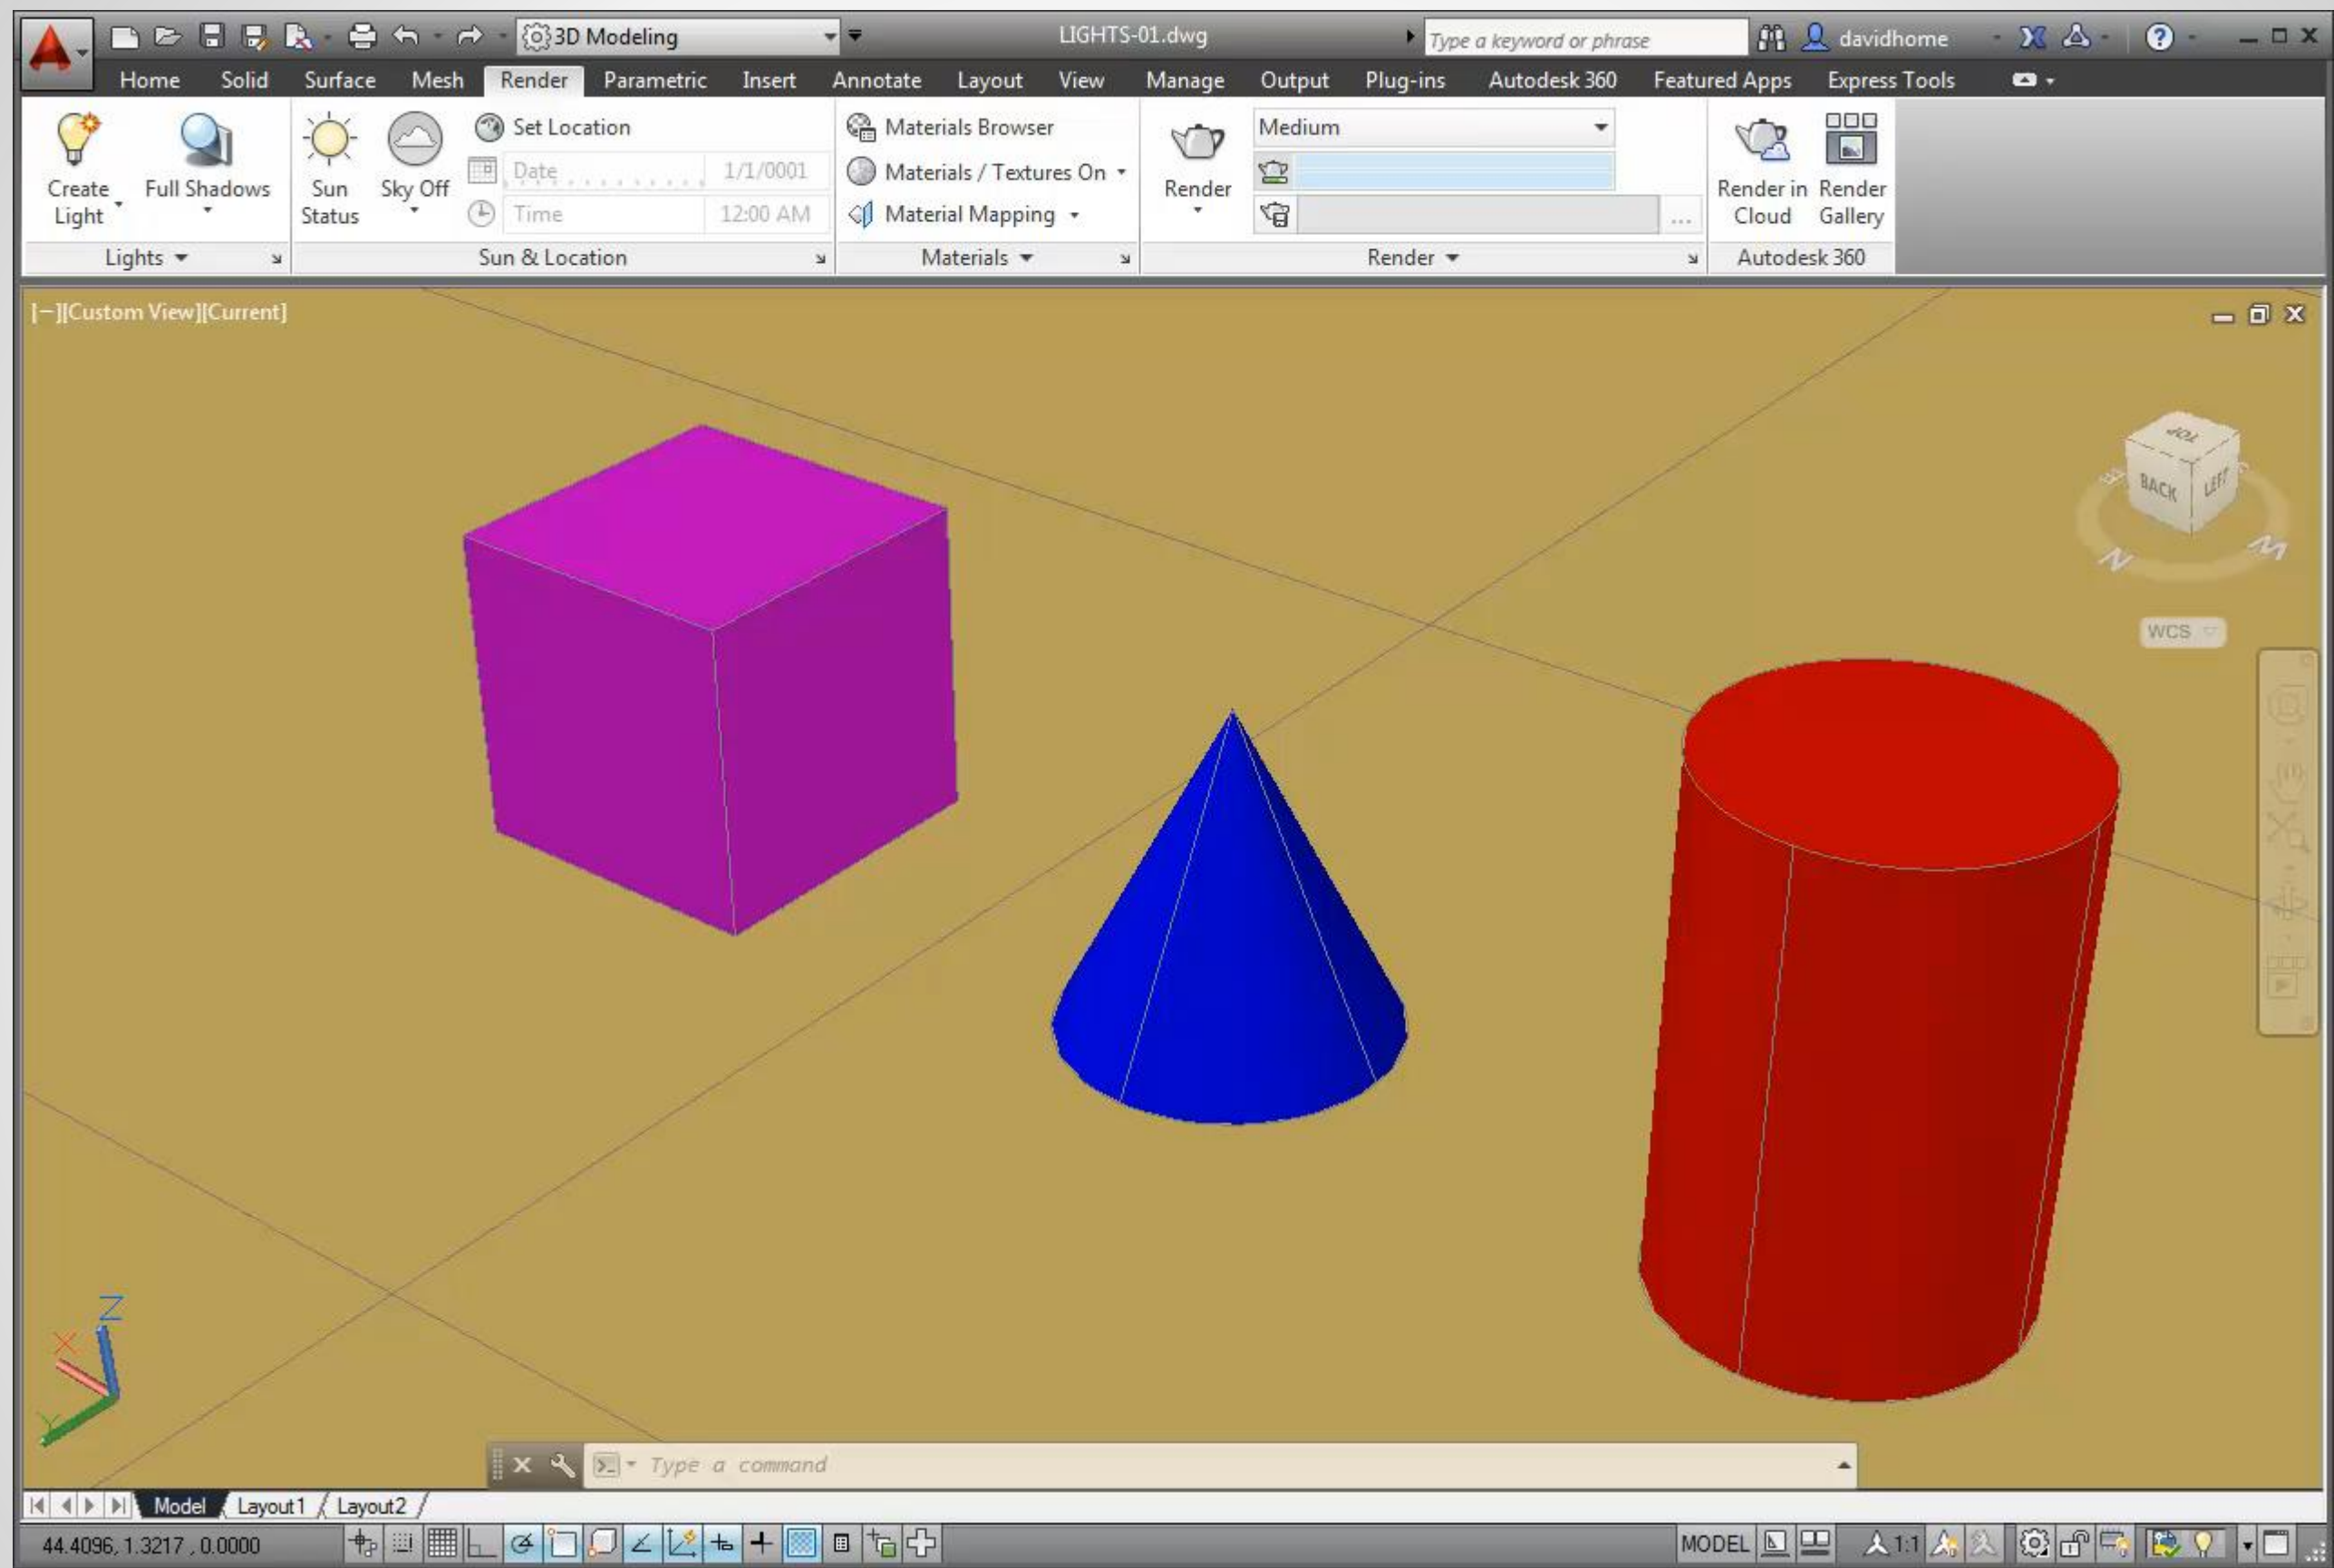 3D Modeling LIGHTS-01.dwg Type a keyword or phrase davidhome
Home Solid Surface Mesh Render Parametric Insert Annotate Layout View Manage Output Plug-ins Autodesk 360 Featured Apps Express Tools
Set Location Materials Browser Medium
Date 1/1/0001 Materials / Textures On
Create Light Full Shadows Sun Status Sky Off Render Render in Cloud Render Gallery
Time 12:00 AM Material Mapping ...
Lights Sun & Location Materials Render Autodesk 360
[−][Custom View][Current]
TOP
BACK LEFT
N
WCS
Z
X
Y
Type a command
Model Layout1 Layout2
44.4096, 1.3217 , 0.0000 MODEL 1:1